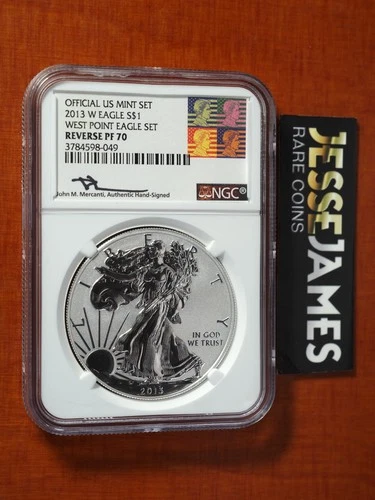 OFFICIAL US MINT SET
2013 W EAGLE S$1
WEST POINT EAGLE SET
REVERSE PF 70
3784598-049
John M. Mercanti, Authentic Hand-Signed
NGC®
LIBERTY
IN GOD
WE TRUST
2013
JESSE JAMES
RARE COINS